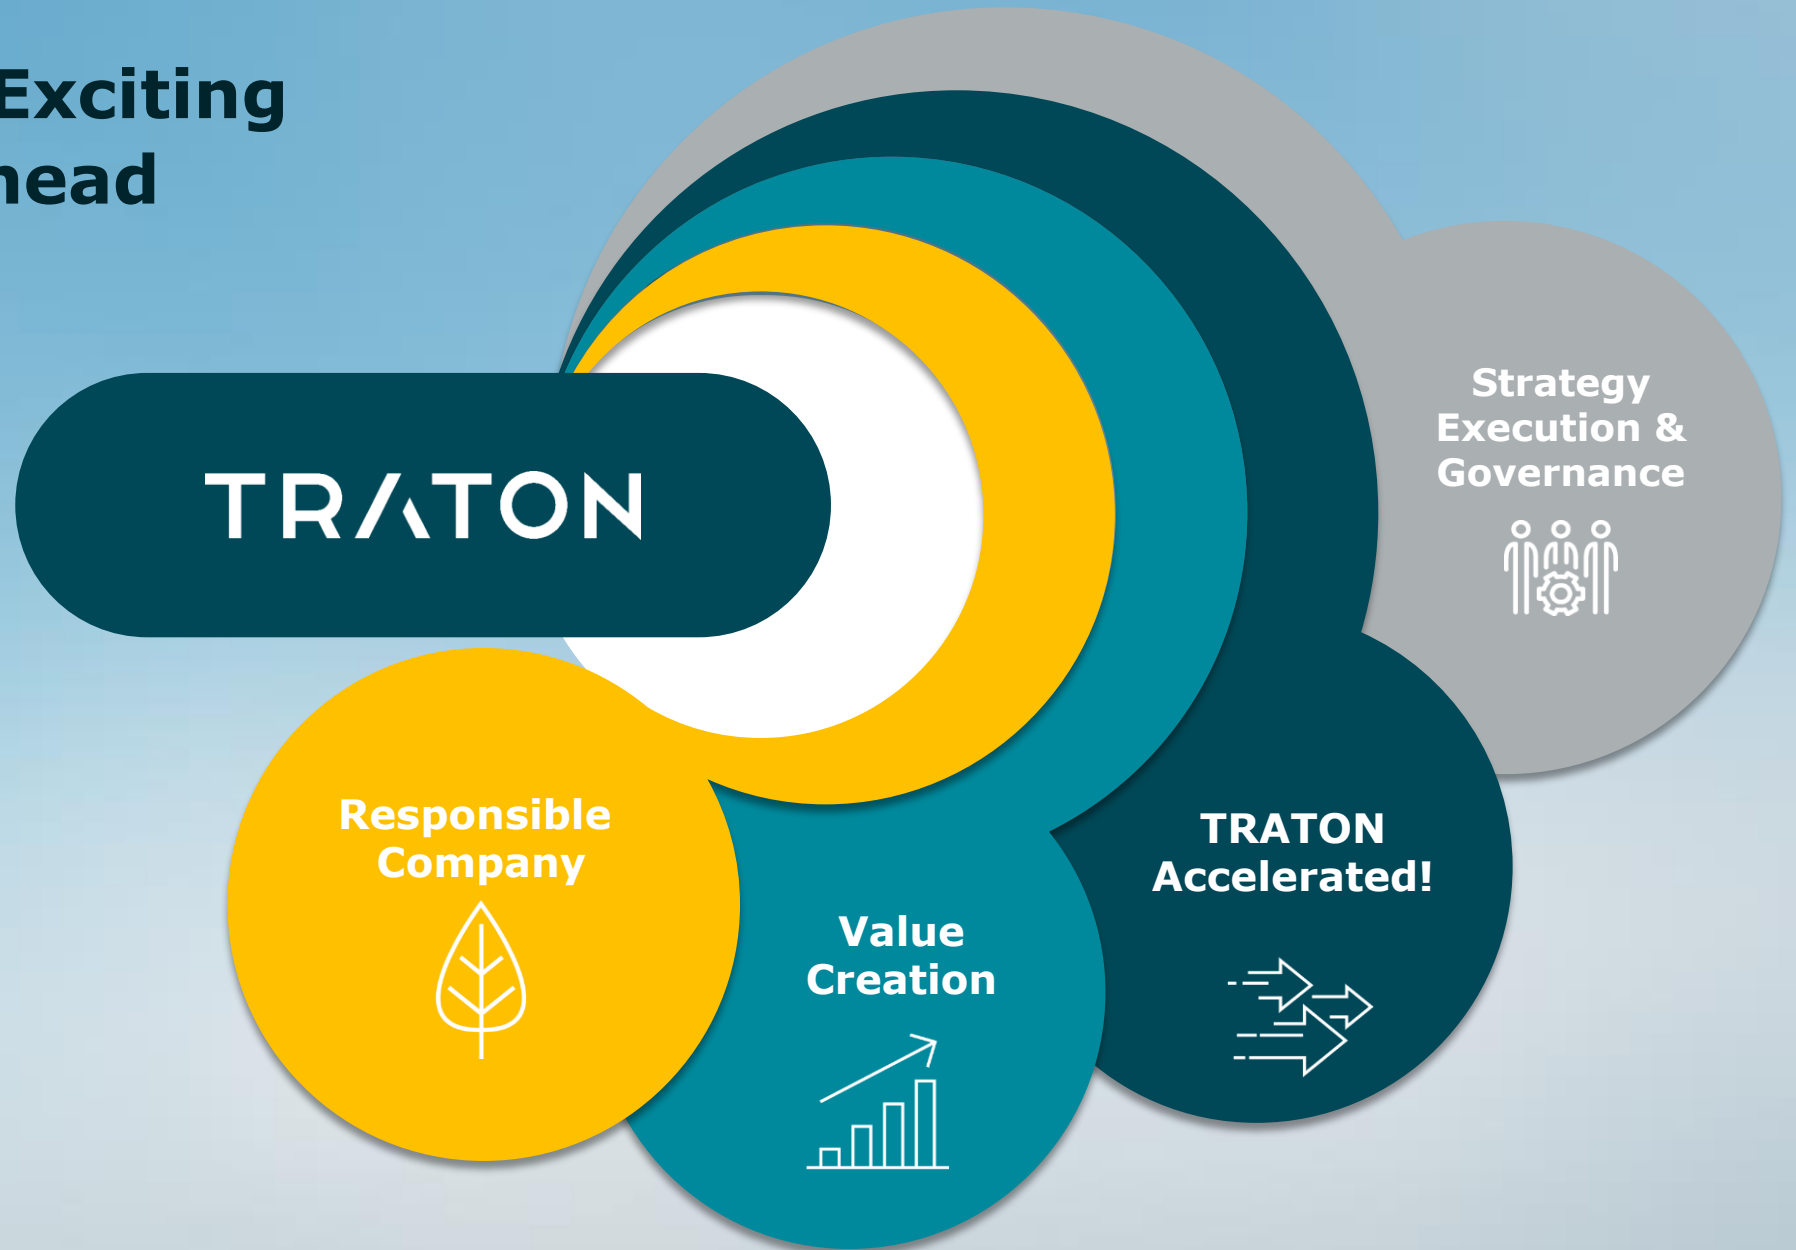 Exciting
head
TRATON
Strategy
Execution &
Governance
Responsible
Company
TRATON
Accelerated!
Value
Creation